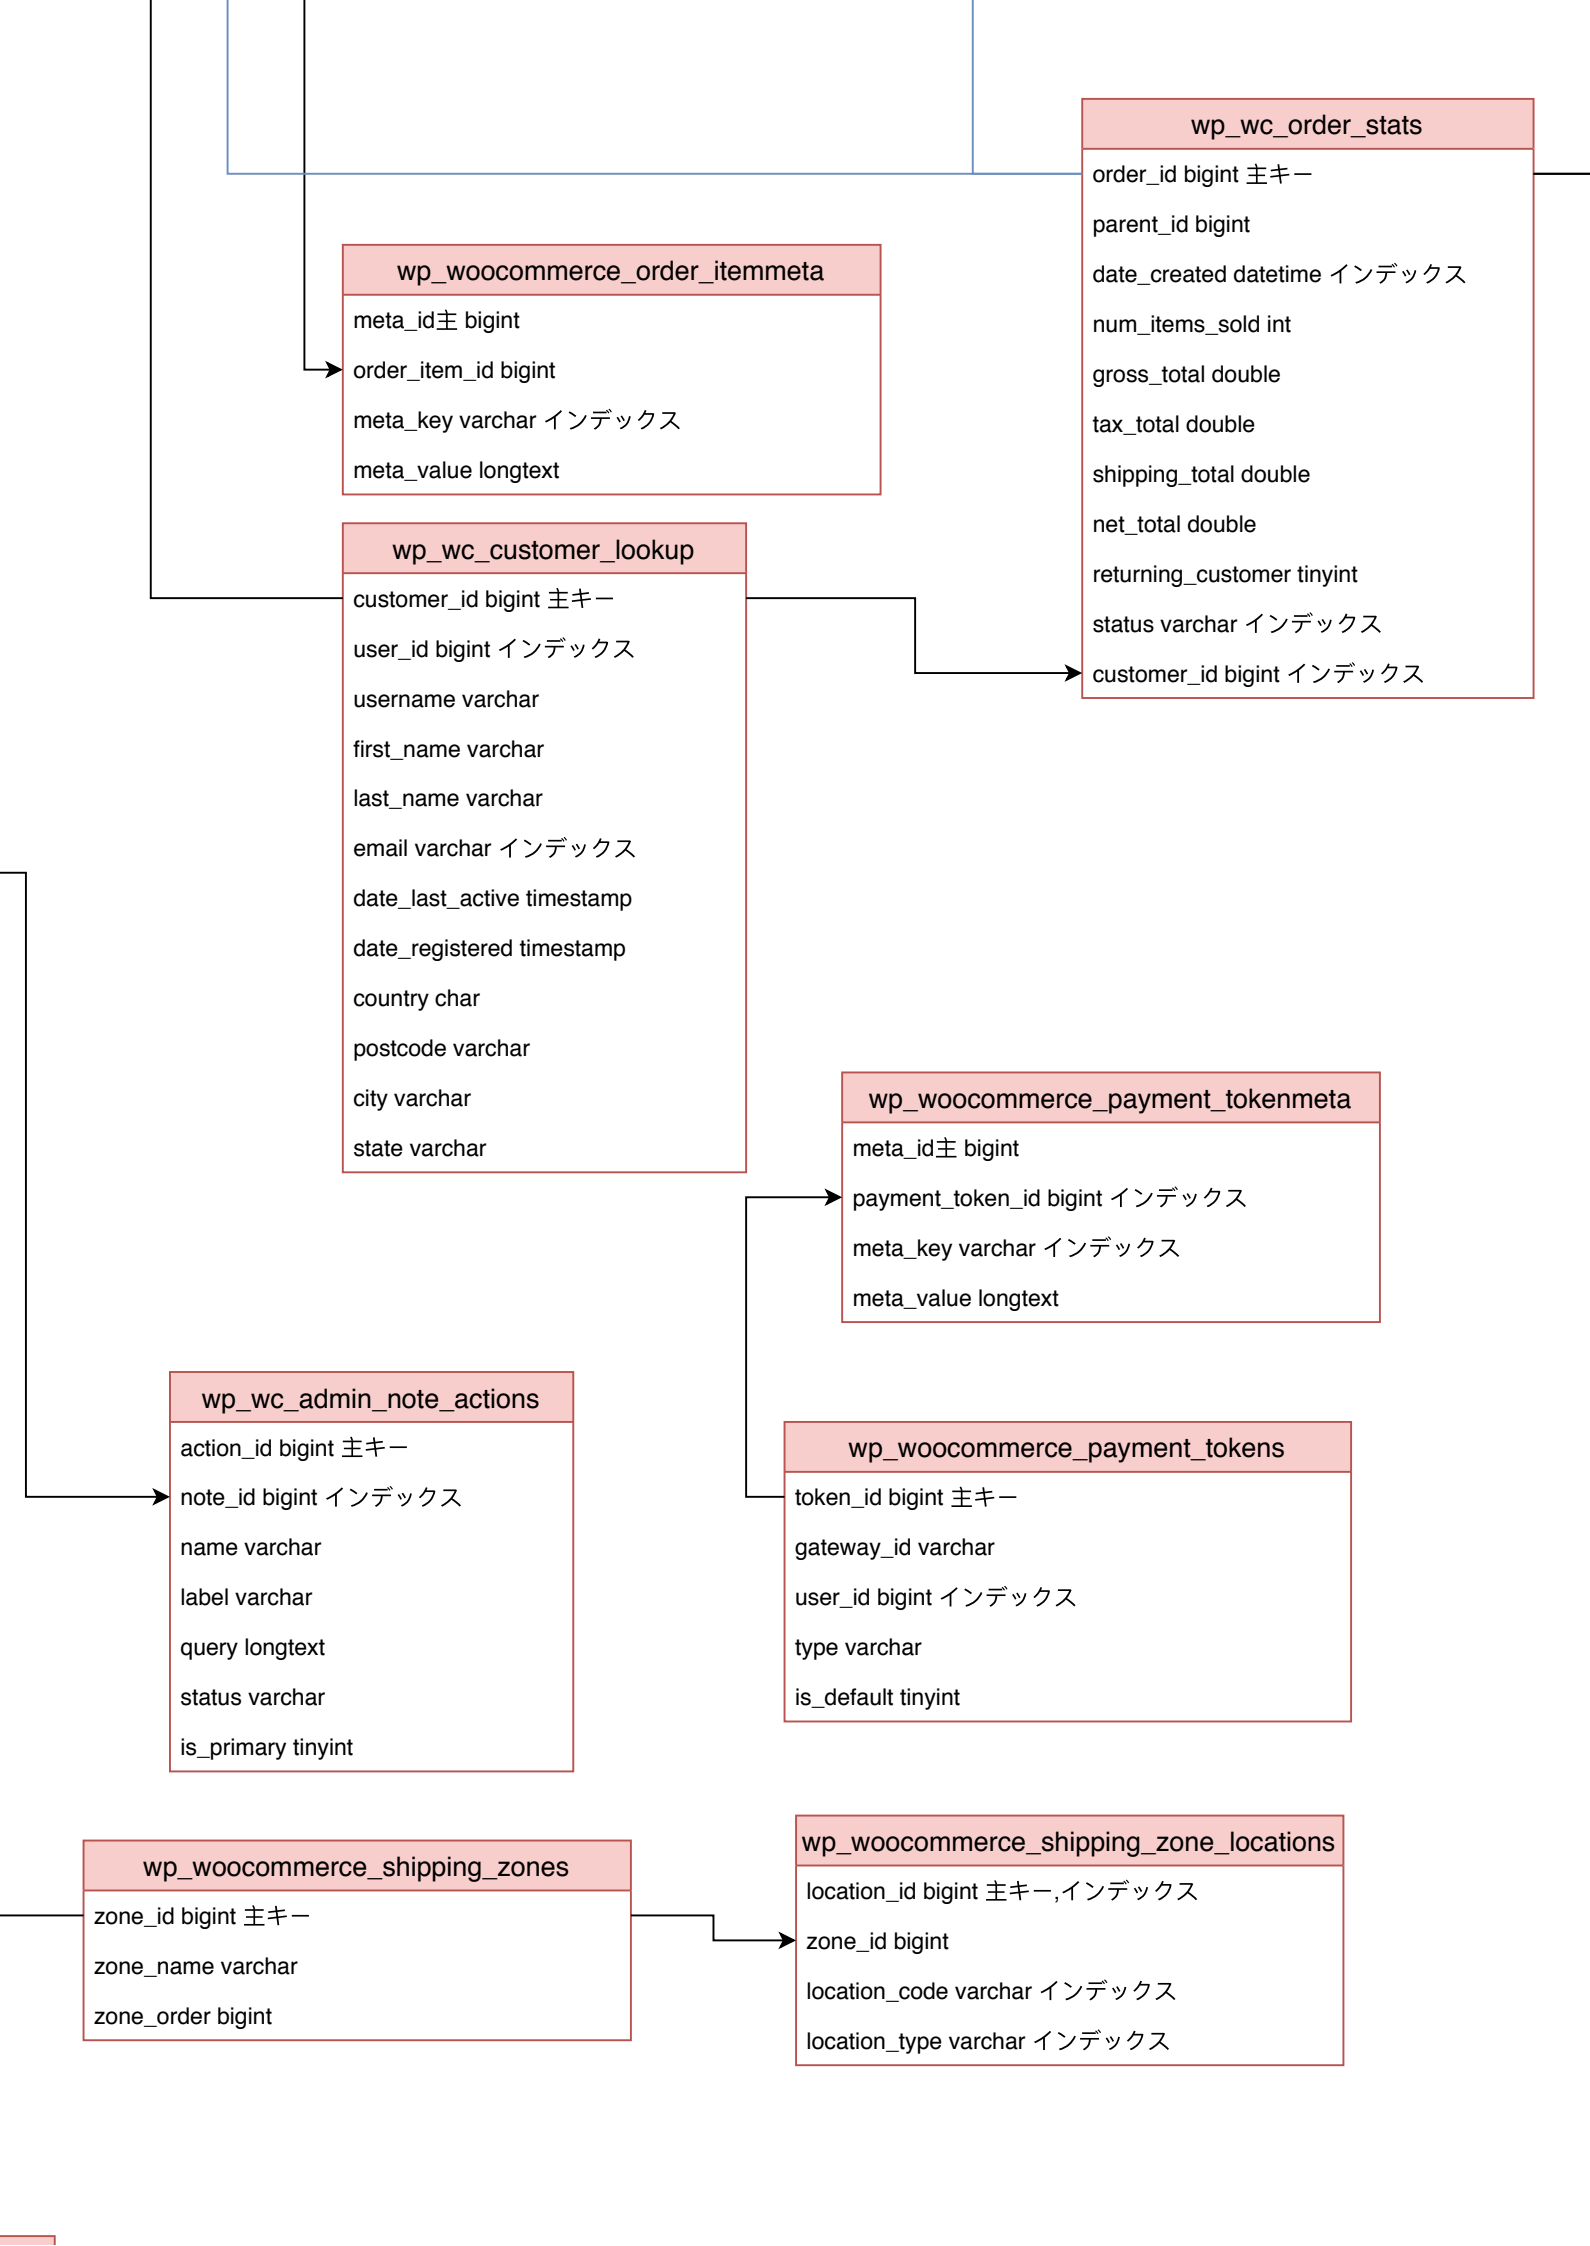 wp_wc_order_stats
order_id bigint 主キー
parent_id bigint
date_created datetime インデックス
num_items_sold int
gross_total double
tax_total double
shipping_total double
net_total double
returning_customer tinyint
status varchar インデックス
customer_id bigint インデックス
wp_woocommerce_order_itemmeta
meta_id主 bigint
order_item_id bigint
meta_key varchar インデックス
meta_value longtext
wp_wc_customer_lookup
customer_id bigint 主キー
user_id bigint インデックス
username varchar
first_name varchar
last_name varchar
email varchar インデックス
date_last_active timestamp
date_registered timestamp
country char
postcode varchar
city varchar
state varchar
wp_woocommerce_payment_tokenmeta
meta_id主 bigint
payment_token_id bigint インデックス
meta_key varchar インデックス
meta_value longtext
wp_wc_admin_note_actions
action_id bigint 主キー
note_id bigint インデックス
name varchar
label varchar
query longtext
status varchar
is_primary tinyint
wp_woocommerce_payment_tokens
token_id bigint 主キー
gateway_id varchar
user_id bigint インデックス
type varchar
is_default tinyint
wp_woocommerce_shipping_zones
zone_id bigint 主キー
zone_name varchar
zone_order bigint
wp_woocommerce_shipping_zone_locations
location_id bigint 主キー,インデックス
zone_id bigint
location_code varchar インデックス
location_type varchar インデックス